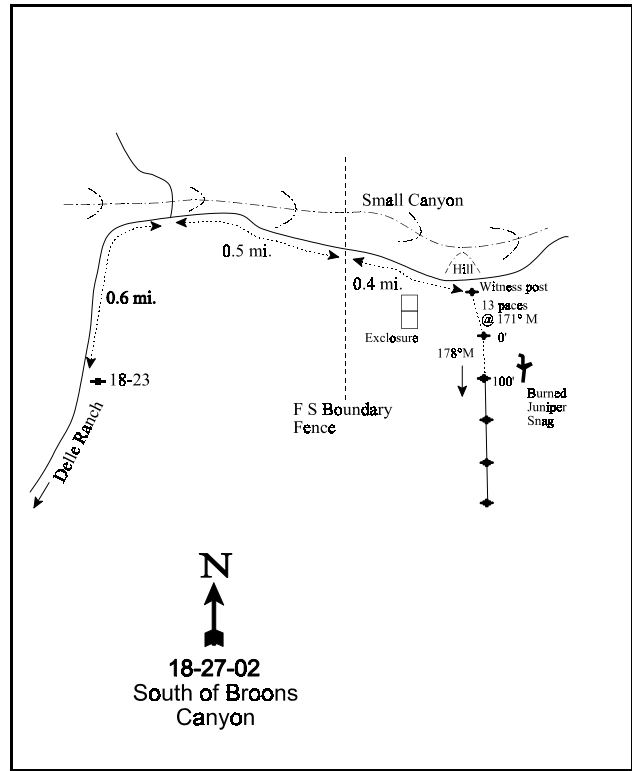 Small Canyon
0.5 mi.
Hill
0.4 mi.
Witness post
0.6 mi.
13 paces
@ 171° M
Exclosure
0'
178°M
18-23
100'
Burned
Juniper
Snag
F S Boundary
Fence
Delle Ranch
N
18-27-02
South of Broons
Canyon